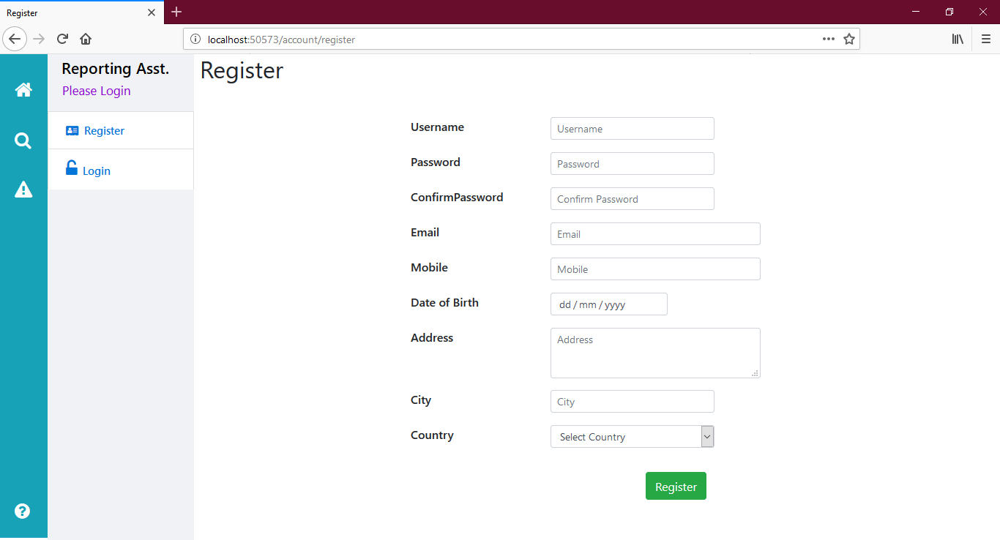 Register
localhost:50573/account/register
Reporting Asst.
Please Login
Register
Login
Register
Username Username
Password Password
ConfirmPassword Confirm Password
Email Email
Mobile Mobile
Date of Birth dd / mm / yyyy
Address Address
City City
Country Select Country
Register